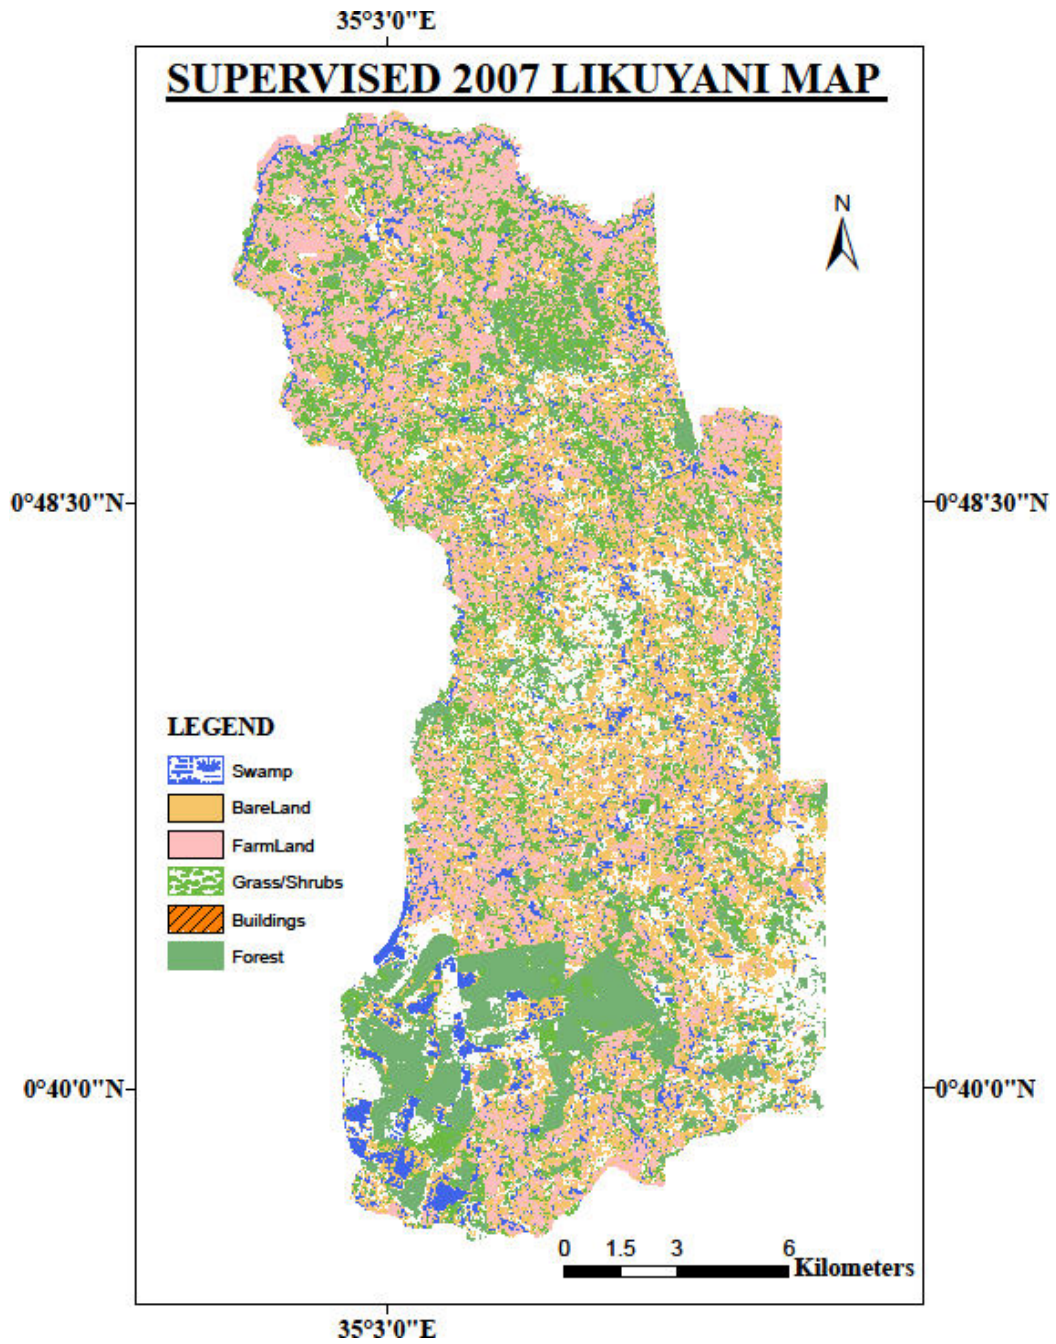 35°3'0"E
SUPERVISED 2007 LIKUYANI MAP
N
0°48'30"N
0°48'30"N
LEGEND
Swamp
BareLand
FarmLand
Grass/Shrubs
Buildings
Forest
0°40'0"N
0°40'0"N
0 1.5 3 6
Kilometers
35°3'0"E